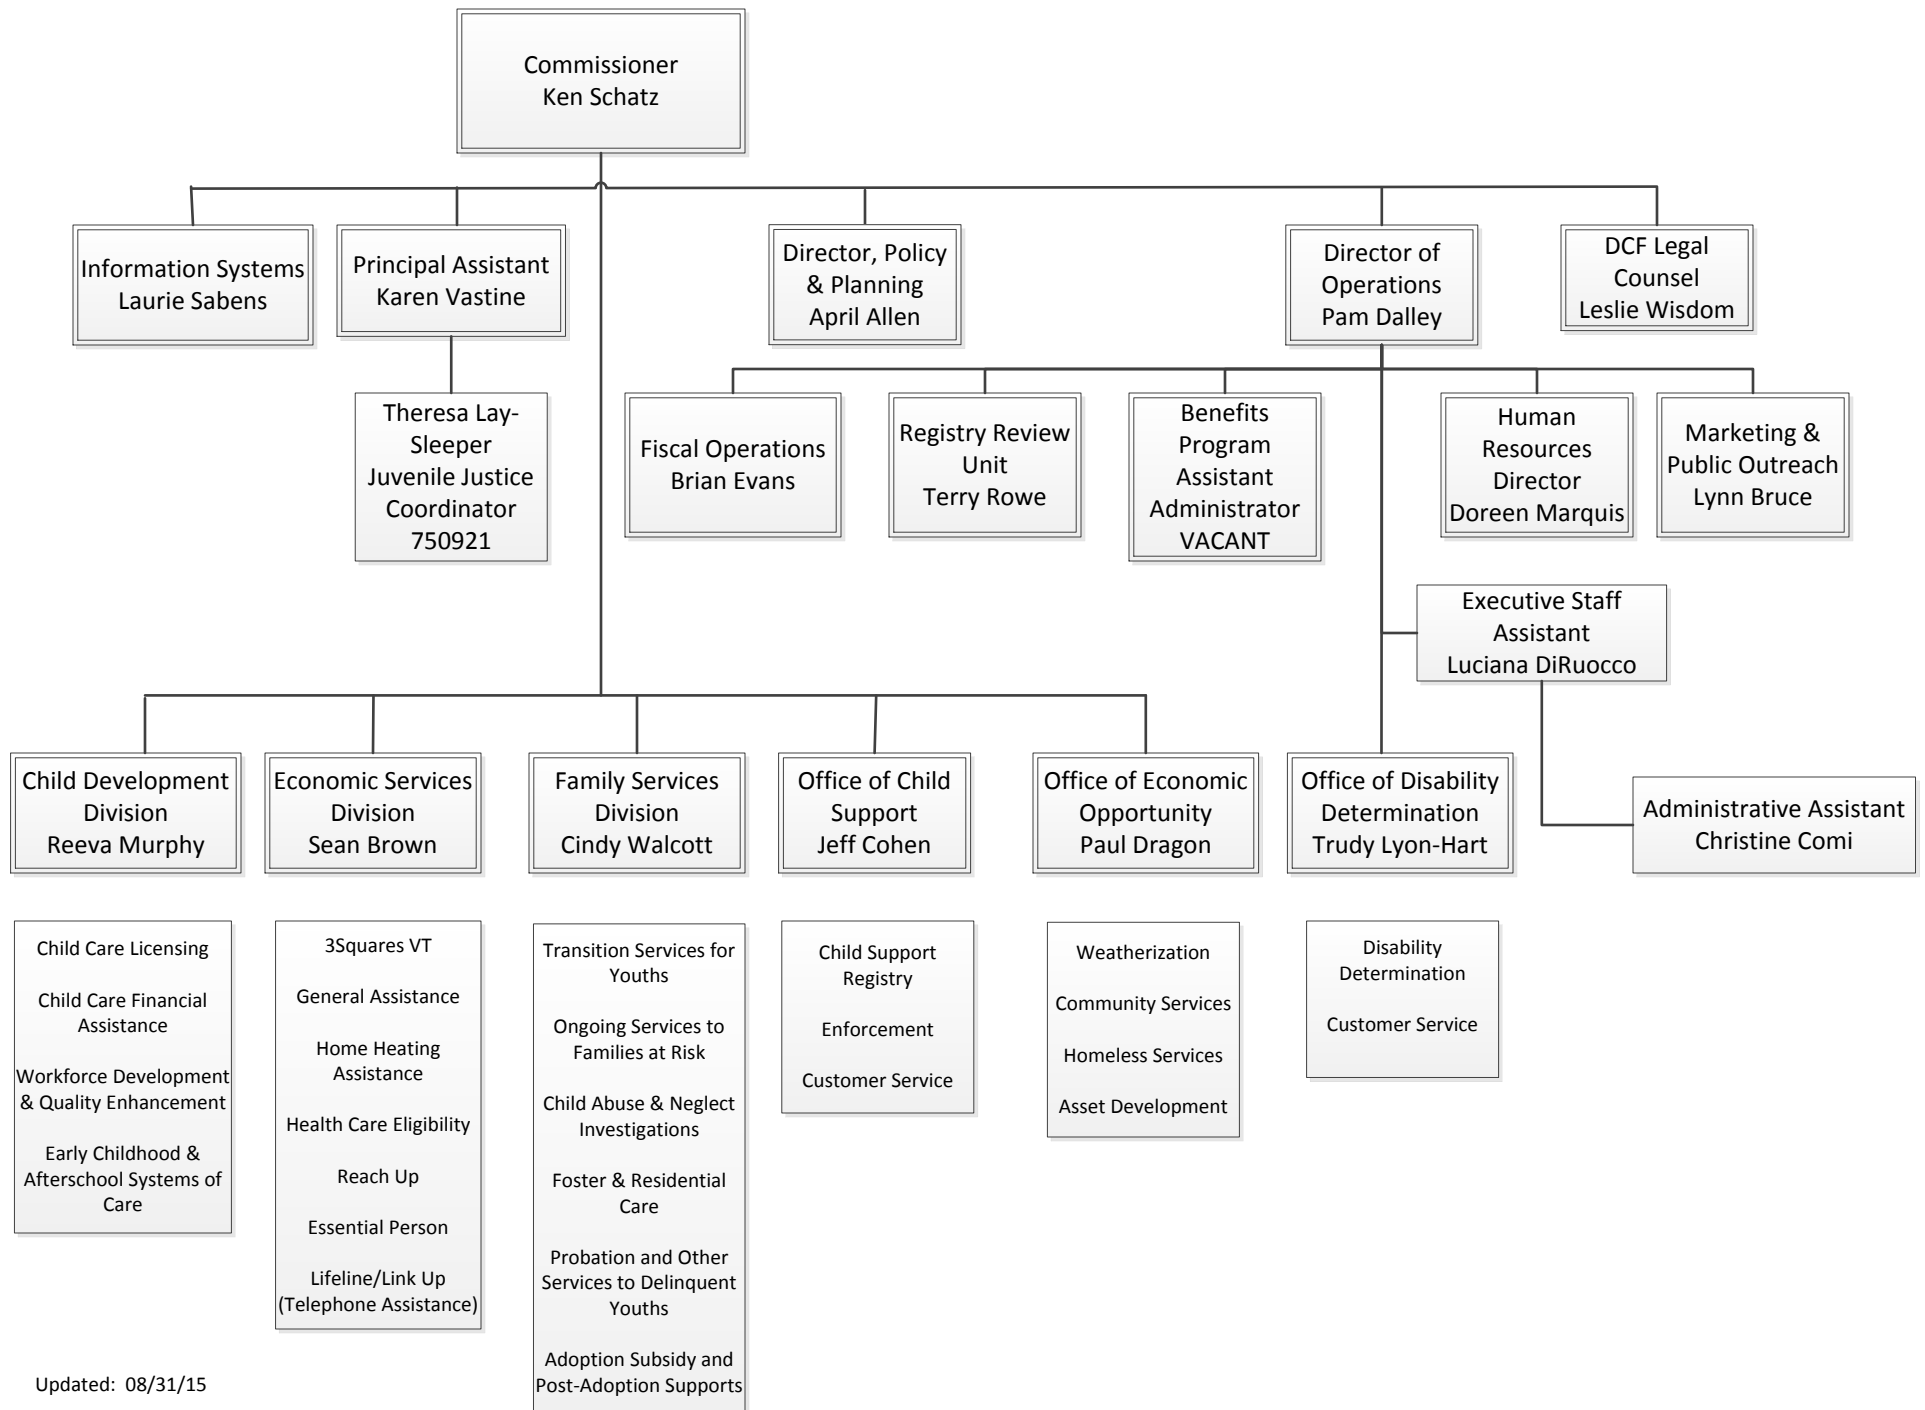 Commissioner
Ken Schatz
Information Systems
Laurie Sabens
Principal Assistant
Karen Vastine
Director, Policy
& Planning
April Allen
Director of
Operations
Pam Dalley
DCF Legal
Counsel
Leslie Wisdom
Theresa Lay-
Sleeper
Juvenile Justice
Coordinator
750921
Fiscal Operations
Brian Evans
Registry Review
Unit
Terry Rowe
Benefits
Program
Assistant
Administrator
VACANT
Human
Resources
Director
Doreen Marquis
Marketing &
Public Outreach
Lynn Bruce
Executive Staff
Assistant
Luciana DiRuocco
Child Development
Division
Reeva Murphy
Economic Services
Division
Sean Brown
Family Services
Division
Cindy Walcott
Office of Child
Support
Jeff Cohen
Office of Economic
Opportunity
Paul Dragon
Office of Disability
Determination
Trudy Lyon-Hart
Administrative Assistant
Christine Comi
Child Care Licensing
Child Care Financial
Assistance
Workforce Development
& Quality Enhancement
Early Childhood &
Afterschool Systems of
Care
3Squares VT
General Assistance
Home Heating
Assistance
Health Care Eligibility
Reach Up
Essential Person
Lifeline/Link Up
(Telephone Assistance)
Transition Services for
Youths
Ongoing Services to
Families at Risk
Child Abuse & Neglect
Investigations
Foster & Residential
Care
Probation and Other
Services to Delinquent
Youths
Adoption Subsidy and
Post-Adoption Supports
Child Support
Registry
Enforcement
Customer Service
Weatherization
Community Services
Homeless Services
Asset Development
Disability
Determination
Customer Service
Updated:  08/31/15